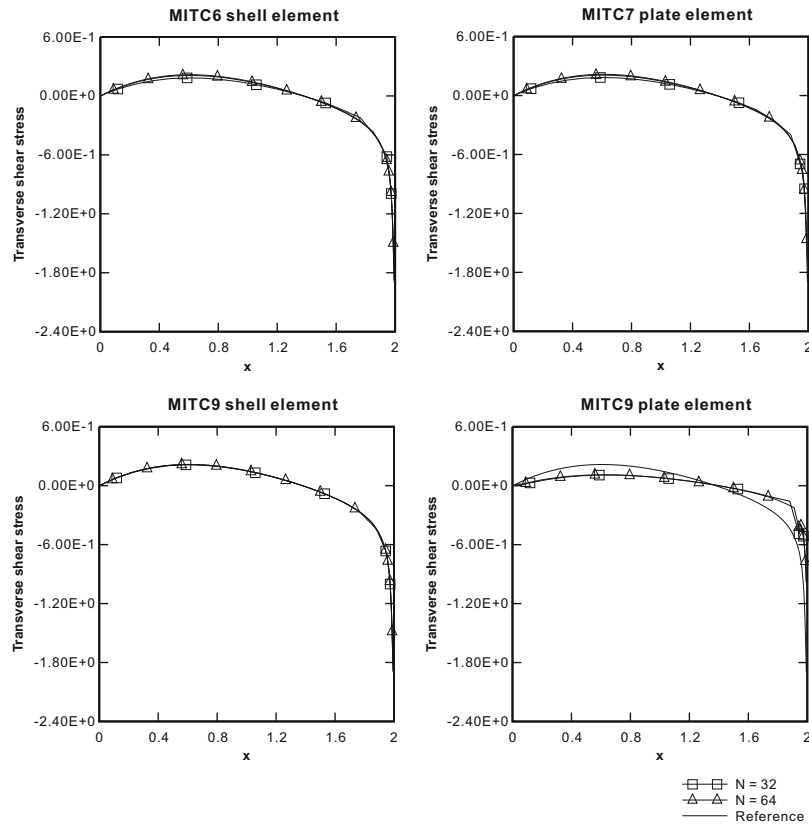 MITC6 shell element
6.00E-1
0.00E+0
-6.00E-1
-1.20E+0
-1.80E+0
-2.40E+0
Transverse shear stress
0 0.4 0.8 1.2 1.6 2
x
MITC7 plate element
6.00E-1
0.00E+0
-6.00E-1
-1.20E+0
-1.80E+0
-2.40E+0
Transverse shear stress
0 0.4 0.8 1.2 1.6 2
x
MITC9 shell element
6.00E-1
0.00E+0
-6.00E-1
-1.20E+0
-1.80E+0
-2.40E+0
Transverse shear stress
0 0.4 0.8 1.2 1.6 2
x
MITC9 plate element
6.00E-1
0.00E+0
-6.00E-1
-1.20E+0
-1.80E+0
-2.40E+0
Transverse shear stress
0 0.4 0.8 1.2 1.6 2
x
N = 32
N = 64
Reference